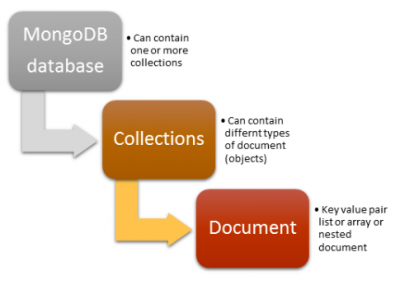 MongoDB
database
• Can contain
one or more
collections
Collections
• Can contain
differnt types
of document
(objects)
Document
• Key value pair
list or array or
nested
document